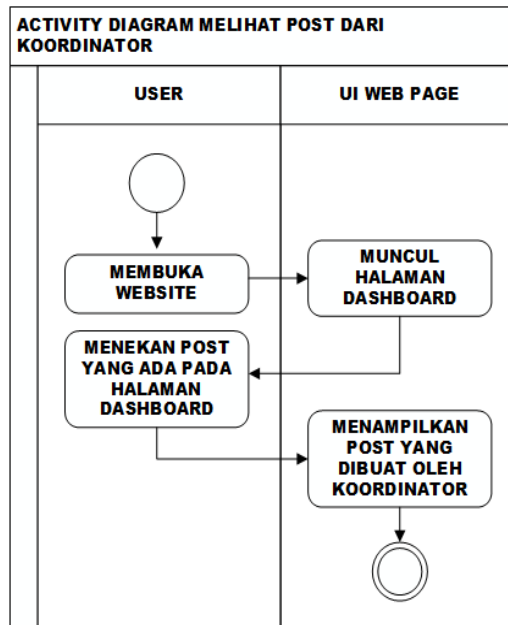 ACTIVITY DIAGRAM MELIHAT POST DARI
KOORDINATOR
USER
UI WEB PAGE
MEMBUKA
WEBSITE
MUNCUL
HALAMAN
DASHBOARD
MENEKAN POST
YANG ADA PADA
HALAMAN
DASHBOARD
MENAMPILKAN
POST YANG
DIBUAT OLEH
KOORDINATOR